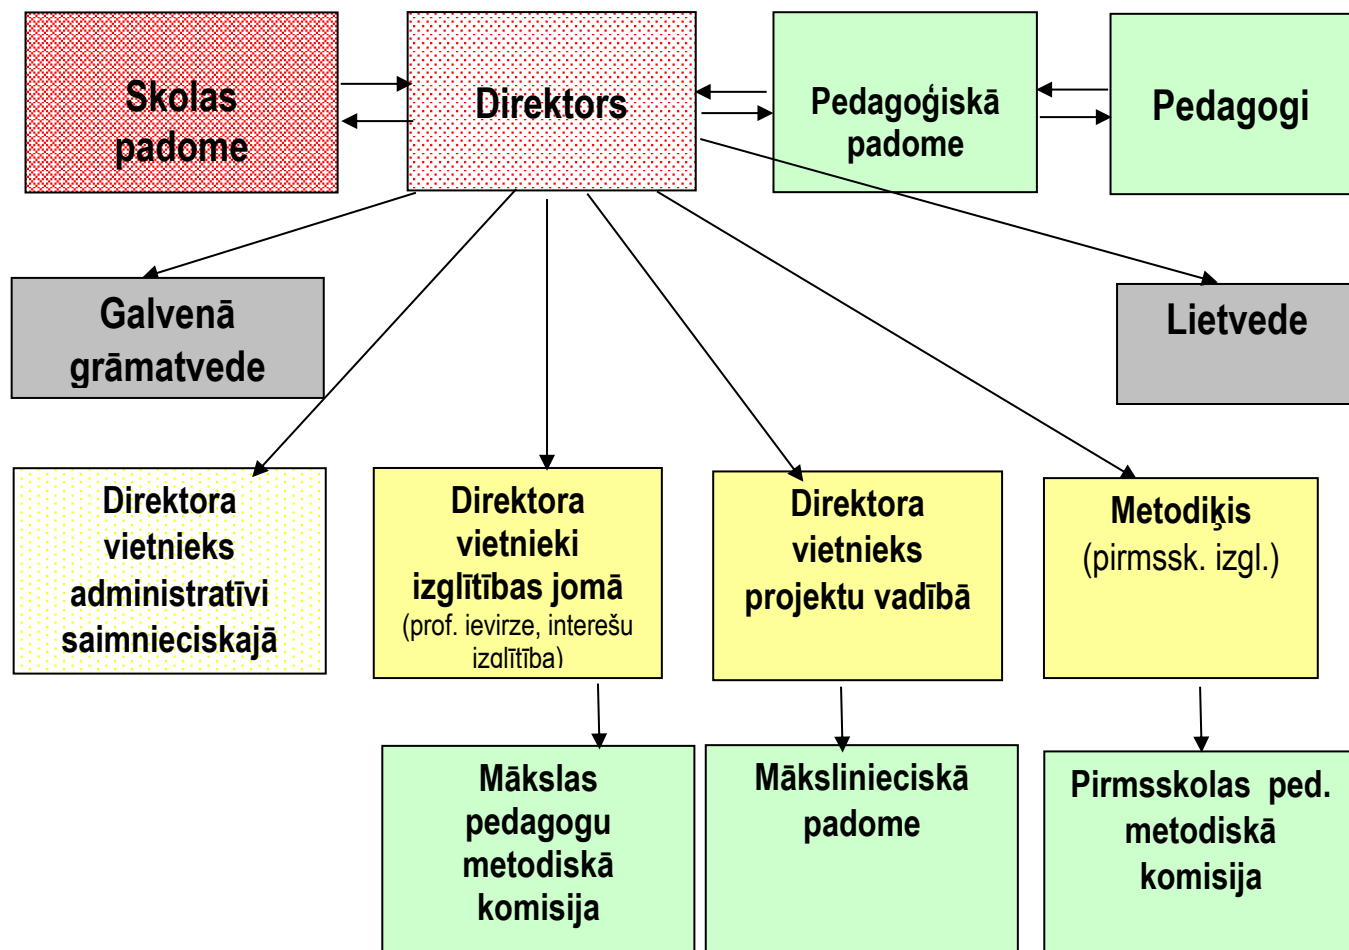 Skolas
padome
Direktors
Pedagoģiskā
padome
Pedagogi
Galvenā
grāmatvede
Lietvede
Direktora
vietnieks
administratīvi
saimnieciskajā
Direktora
vietnieki
izglītības jomā
(prof. ievirze, interešu
izglītība)
Direktora
vietnieks
projektu vadībā
Metodiķis
(pirmssk. izgl.)
Mākslas
pedagogu
metodiskā
komisija
Mākslinieciskā
padome
Pirmsskolas ped.
metodiskā
komisija